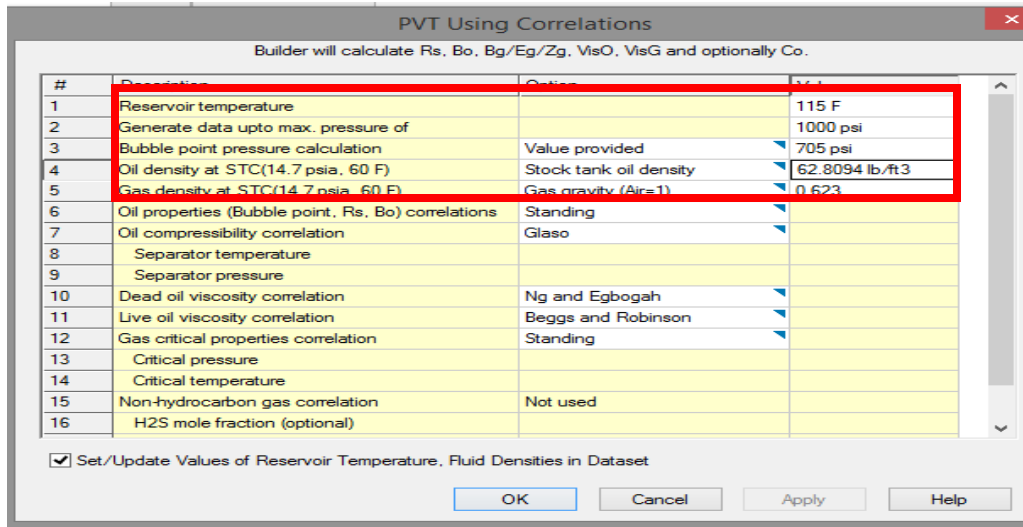 PVT Using Correlations
Builder will calculate Rs, Bo, Bg/Eg/Zg, VisO, VisG and optionally Co.
#
1 Reservoir temperature 115 F
2 Generate data upto max. pressure of 1000 psi
3 Bubble point pressure calculation Value provided 705 psi
4 Oil density at STC(14.7 psia, 60 F) Stock tank oil density 62.8094 lb/ft3
5 Gas density at STC(14.7 psia, 60 F) Gas gravity (Air=1) 0.623
6 Oil properties (Bubble point, Rs, Bo) correlations Standing
7 Oil compressibility correlation Glaso
8 Separator temperature
9 Separator pressure
10 Dead oil viscosity correlation Ng and Egbogah
11 Live oil viscosity correlation Beggs and Robinson
12 Gas critical properties correlation Standing
13 Critical pressure
14 Critical temperature
15 Non-hydrocarbon gas correlation Not used
16 H2S mole fraction (optional)
Set/Update Values of Reservoir Temperature, Fluid Densities in Dataset
OK Cancel Apply Help